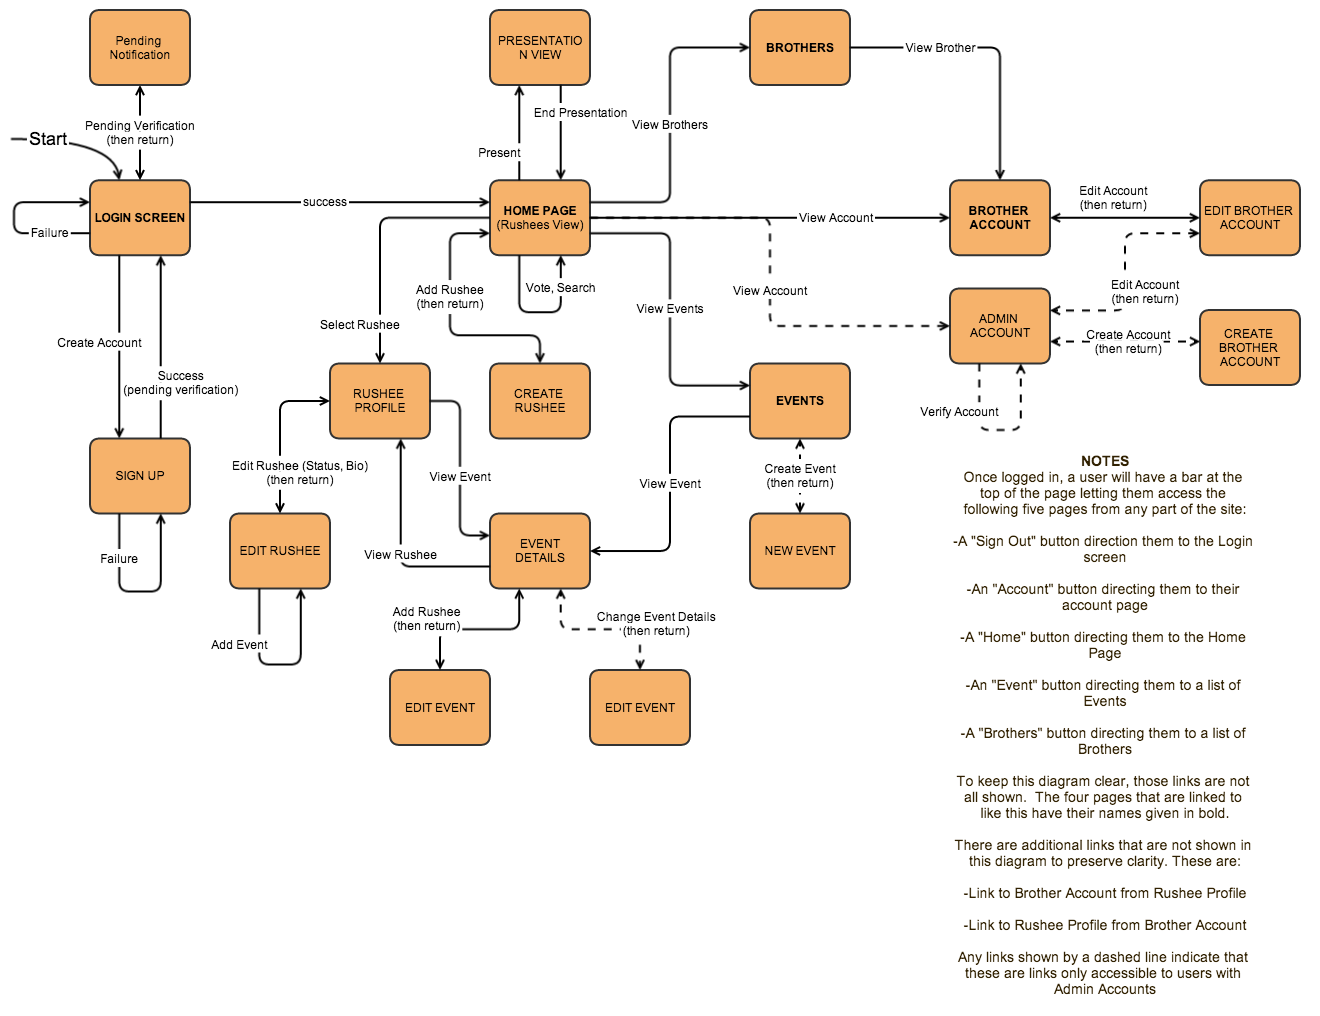 Pending
Notification
PRESENTATIO
N VIEW
BROTHERS
View Brother
Pending Verification
(then return)
Start
End Presentation
View Brothers
Present
LOGIN SCREEN
Failure
success
HOME PAGE
(Rushees View)
View Account
BROTHER
ACCOUNT
Edit Account
(then return)
EDIT BROTHER
ACCOUNT
Add Rushee
(then return)
Vote, Search
View Account
Edit Account
(then return)
Select Rushee
View Events
ADMIN
ACCOUNT
Create Account
(then return)
CREATE
BROTHER
ACCOUNT
Create Account
Success
(pending verification)
RUSHEE
PROFILE
CREATE
RUSHEE
EVENTS
Verify Account
SIGN UP
Failure
Edit Rushee (Status, Bio)
(then return)
View Event
View Event
Create Event
(then return)
EDIT RUSHEE
View Rushee
EVENT
DETAILS
NEW EVENT
Add Event
Add Rushee
(then return)
Change Event Details
(then return)
EDIT EVENT
EDIT EVENT
NOTES
Once logged in, a user will have a bar at the
top of the page letting them access the
following five pages from any part of the site:
-A "Sign Out" button direction them to the Login
screen
-An "Account" button directing them to their
account page
-A "Home" button directing them to the Home
Page
-An "Event" button directing them to a list of
Events
-A "Brothers" button directing them to a list of
Brothers
To keep this diagram clear, those links are not
all shown.  The four pages that are linked to
like this have their names given in bold.
There are additional links that are not shown in
this diagram to preserve clarity. These are:
-Link to Brother Account from Rushee Profile
-Link to Rushee Profile from Brother Account
Any links shown by a dashed line indicate that
these are links only accessible to users with
Admin Accounts